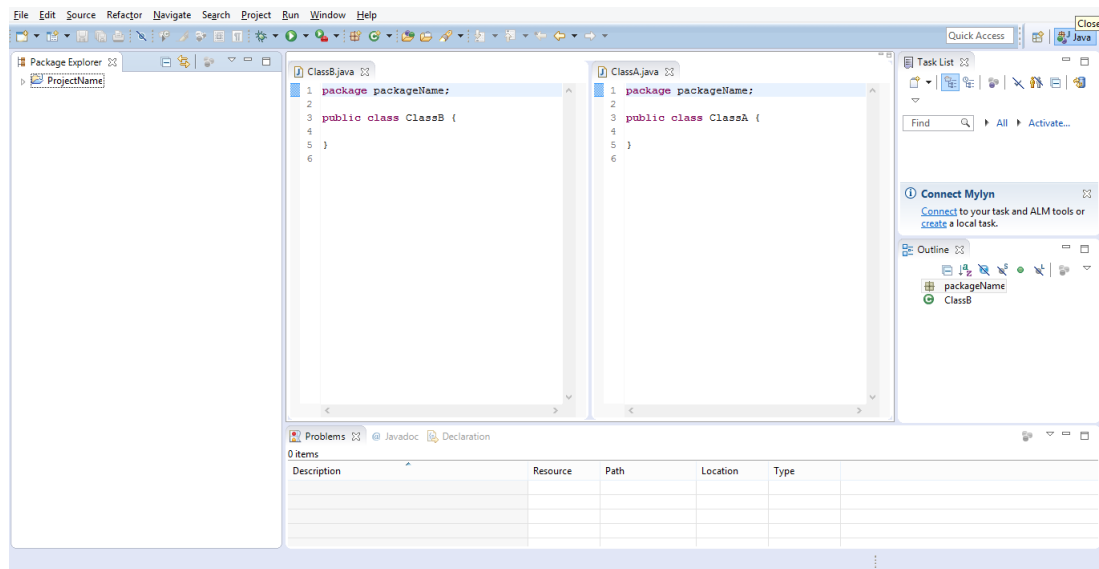 File Edit Source Refactor Navigate Search Project Run Window Help
Close
Quick Access
Java
Package Explorer
ProjectName
ClassB.java
1 package packageName;
2
3 public class ClassB {
4
5 }
6
ClassA.java
1 package packageName;
2
3 public class ClassA {
4
5 }
6
Task List
Find All Activate...
Connect Mylyn
Connect to your task and ALM tools or
create a local task.
Outline
packageName
ClassB
Problems @ Javadoc Declaration
0 items
Description Resource Path Location Type